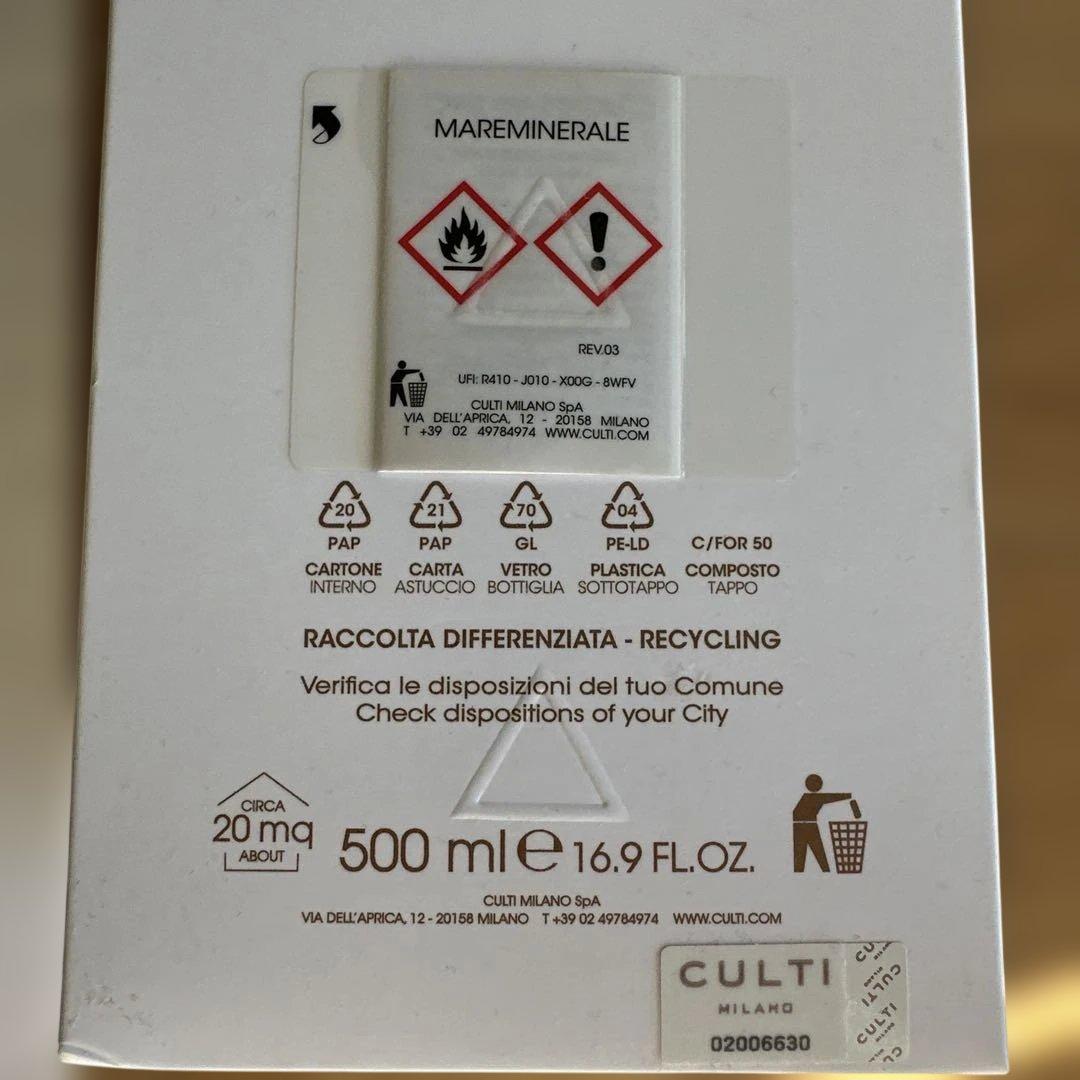 MAREMINERALE
REV.03
UFI: R410 - J010 - X00G - 8WFV
CULTI MILANO SpA
VIA DELL'APRICA, 12 - 20158 MILANO
T +39 02 49784974 WWW.CULTI.COM
20 21 70 04
PAP PAP GL PE-LD C/FOR 50
CARTONE CARTA VETRO PLASTICA COMPOSTO
INTERNO ASTUCCIO BOTTIGLIA SOTTOTAPPO TAPPO
RACCOLTA DIFFERENZIATA - RECYCLING
Verifica le disposizioni del tuo Comune
Check dispositions of your City
CIRCA
20 mq
ABOUT
500 ml e 16.9 FL.OZ.
CULTI MILANO SpA
VIA DELL'APRICA, 12 - 20158 MILANO T +39 02 49784974 WWW.CULTI.COM
CULTI
MILANO
02006630
CULTI
MILANO
CULTI
MILANO